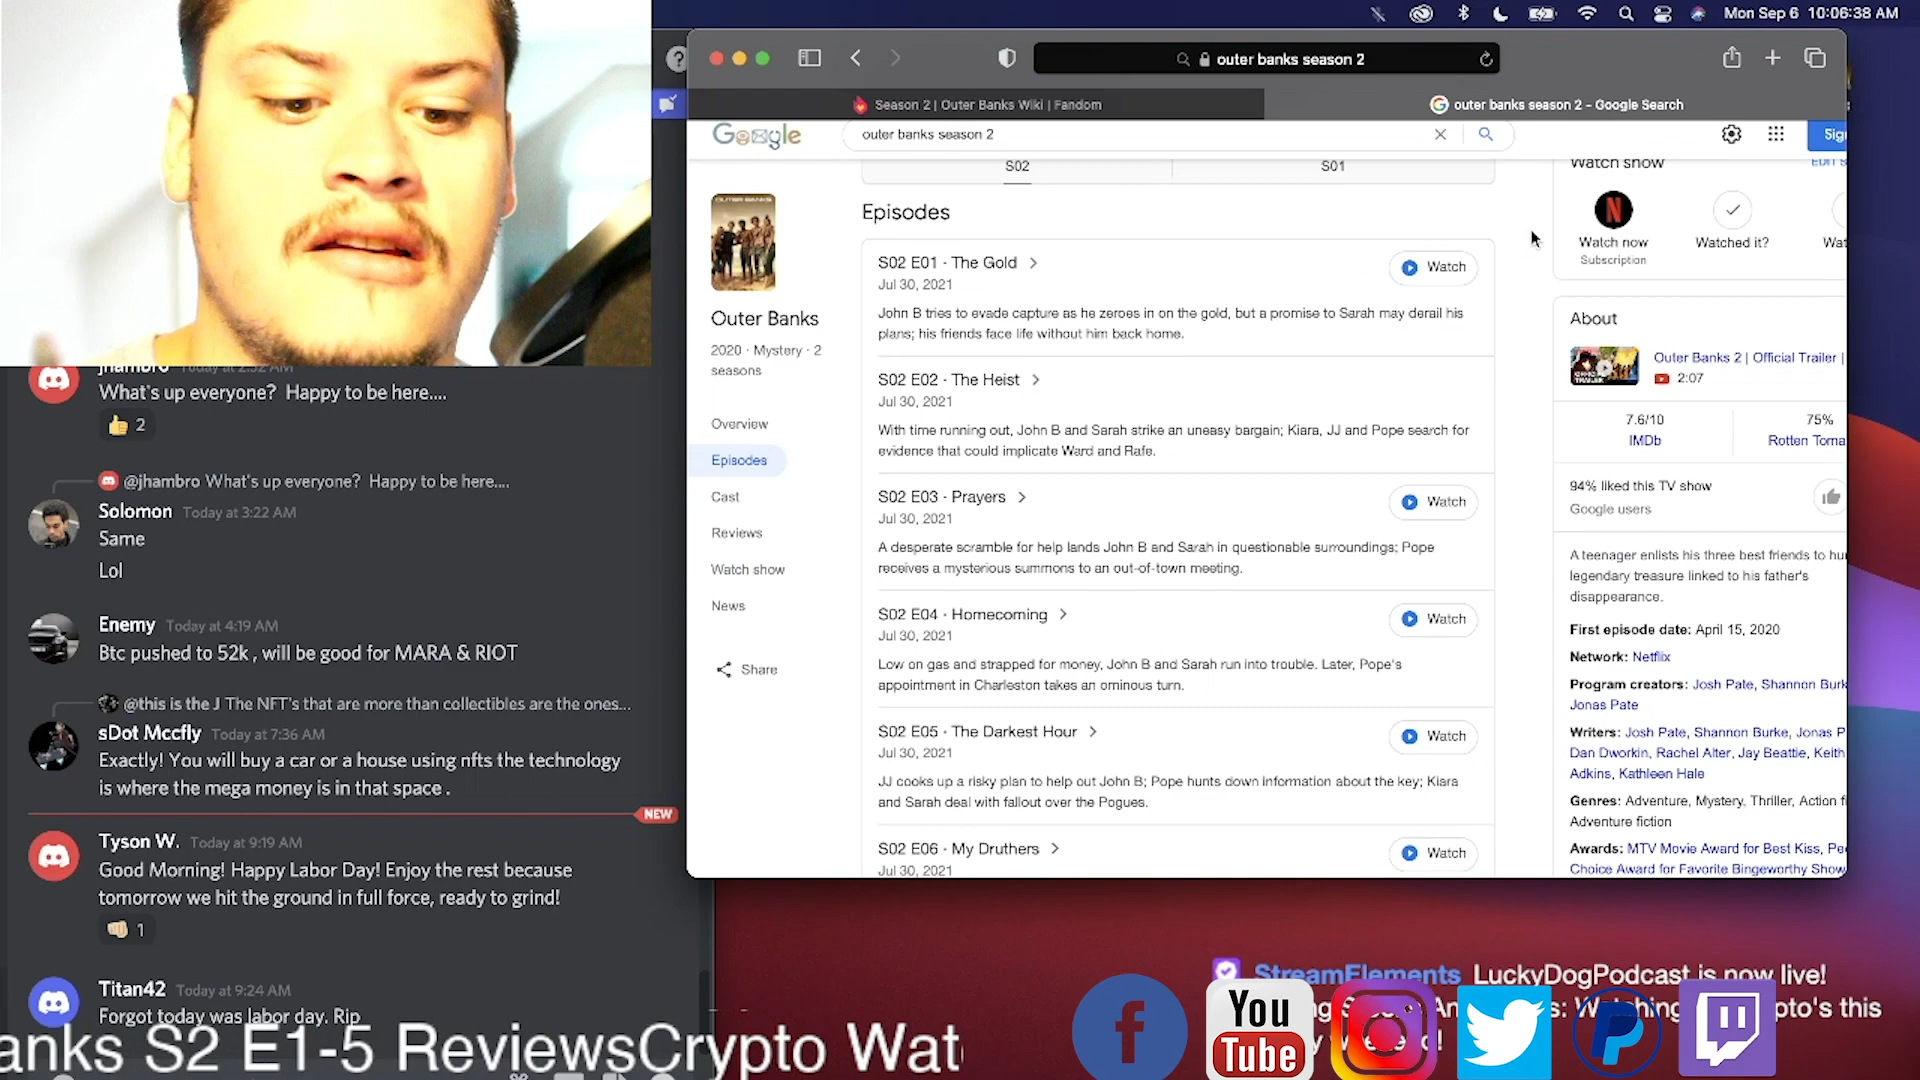 Mon Sep 6 10:06:38 AM
outer banks season 2
Season 2 | Outer Banks Wiki | Fandom
outer banks season 2 - Google Search
Google
outer banks season 2
Sig
S02
S01
OUTER BANKS
Outer Banks
2020 · Mystery · 2
seasons
Overview
Episodes
Cast
Reviews
Watch show
News
Share
Episodes
S02 E01 · The Gold
Jul 30, 2021
Watch
John B tries to evade capture as he zeroes in on the gold, but a promise to Sarah may derail his
plans; his friends face life without him back home.
S02 E02 · The Heist
Jul 30, 2021
With time running out, John B and Sarah strike an uneasy bargain; Kiara, JJ and Pope search for
evidence that could implicate Ward and Rafe.
S02 E03 · Prayers
Jul 30, 2021
Watch
A desperate scramble for help lands John B and Sarah in questionable surroundings; Pope
receives a mysterious summons to an out-of-town meeting.
S02 E04 · Homecoming
Jul 30, 2021
Watch
Low on gas and strapped for money, John B and Sarah run into trouble. Later, Pope's
appointment in Charleston takes an ominous turn.
S02 E05 · The Darkest Hour
Jul 30, 2021
Watch
JJ cooks up a risky plan to help out John B; Pope hunts down information about the key; Kiara
and Sarah deal with fallout over the Pogues.
S02 E06 · My Druthers
Jul 30, 2021
Watch
Watch show
EDIT
Watch now
Subscription
Watched it?
Wat
About
Outer Banks 2 | Official Trailer |
2:07
7.6/10
IMDb
75%
Rotten Toma
94% liked this TV show
Google users
A teenager enlists his three best friends to hu
legendary treasure linked to his father's
disappearance.
First episode date: April 15, 2020
Network: Netflix
Program creators: Josh Pate, Shannon Burk
Jonas Pate
Writers: Josh Pate, Shannon Burke, Jonas P
Dan Dworkin, Rachel Alter, Jay Beattie, Keith
Adkins, Kathleen Hale
Genres: Adventure, Mystery, Thriller, Action fi
Adventure fiction
Awards: MTV Movie Award for Best Kiss, Pe
Choice Award for Favorite Bingeworthy Show
jhambro Today at 2:52 AM
What's up everyone? Happy to be here....
👍 2
@jhambro What's up everyone? Happy to be here....
Solomon Today at 3:22 AM
Same
Lol
Enemy Today at 4:19 AM
Btc pushed to 52k , will be good for MARA & RIOT
@this is the J The NFT's that are more than collectibles are the ones...
sDot Mccfly Today at 7:36 AM
Exactly! You will buy a car or a house using nfts the technology
is where the mega money is in that space .
NEW
Tyson W. Today at 9:19 AM
Good Morning! Happy Labor Day! Enjoy the rest because
tomorrow we hit the ground in full force, ready to grind!
1
Titan42 Today at 9:24 AM
Forgot today was labor day. Rip
anks S2 E1-5 ReviewsCrypto Wat
StreamElements LuckyDogPodcast is now live!
You
Tube